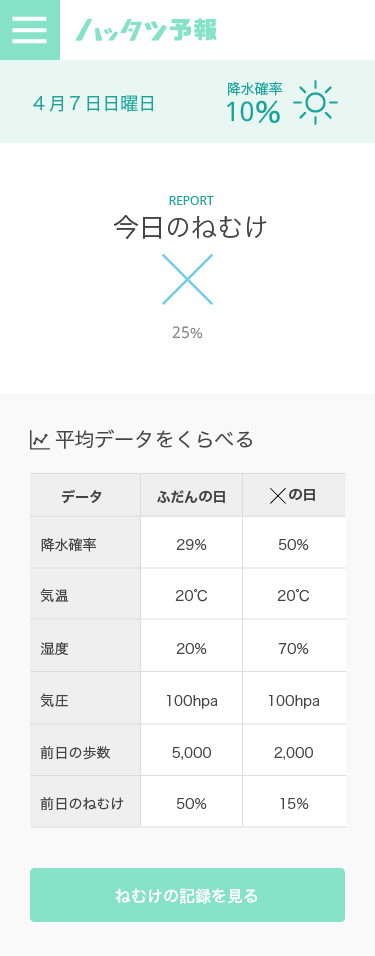 ハッタツ予報
４月７日日曜日
降水確率
10%
REPORT
今日のねむけ
25%
平均データをくらべる
データ ふだんの日 の日
降水確率 29% 50%
気温 20℃ 20℃
湿度 20% 70%
気圧 100hpa 100hpa
前日の歩数 5,000 2,000
前日のねむけ 50% 15%
ねむけの記録を見る